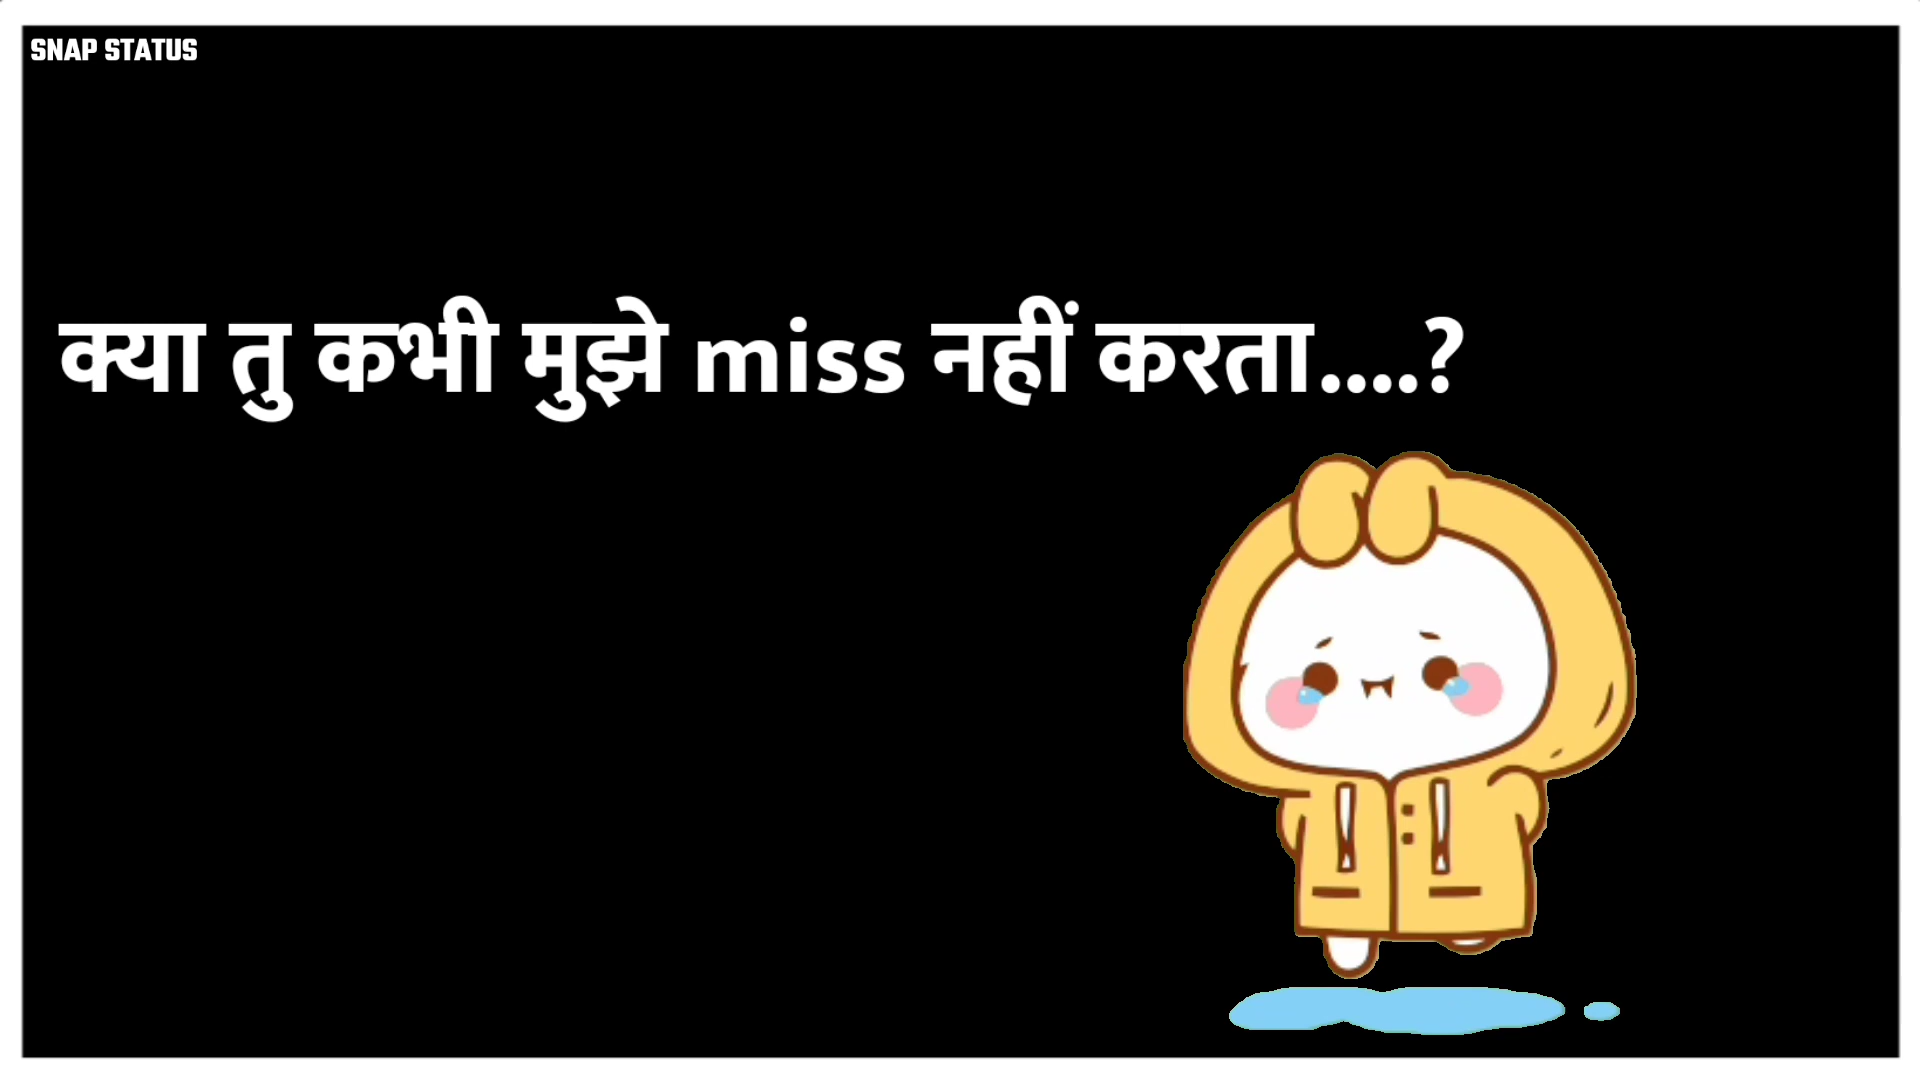 SNAP STATUS
क्या तु कभी मुझे miss नहीं करता....?